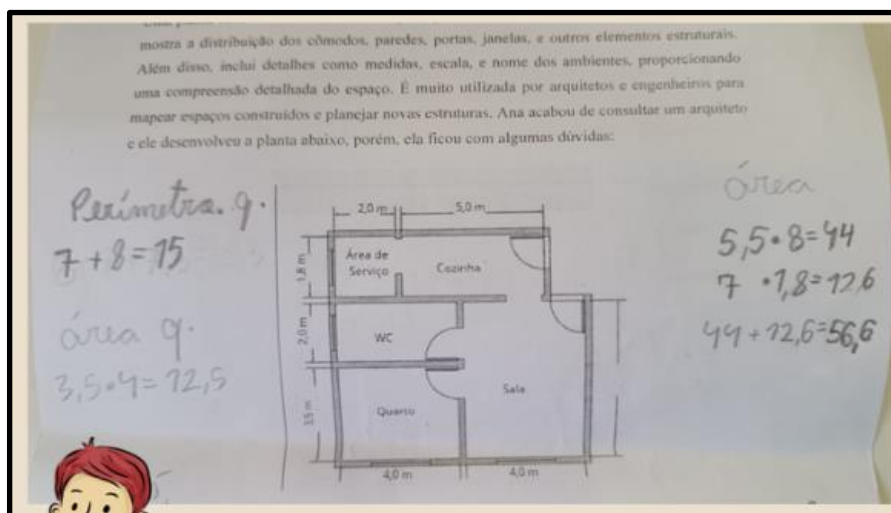 mostra a distribuição dos cômodos, paredes, portas, janelas, e outros elementos estruturais.
Além disso, inclui detalhes como medidas, escala, e nome dos ambientes, proporcionando
uma compreensão detalhada do espaço. É muito utilizada por arquitetos e engenheiros para
mapear espaços construídos e planejar novas estruturas. Ana acabou de consultar um arquiteto
e ele desenvolveu a planta abaixo, porém, ela ficou com algumas dúvidas:
Perímetra. q.
7 + 8 = 15
área q.
3,5 • 4 = 12,5
2,0 m
5,0 m
1,8 m
Área de
Serviço
Cozinha
2,0 m
WC
3,5 m
Quarto
Sala
4,0 m
4,0 m
área
5,5 • 8 = 44
7 • 1,8 = 12,6
44 + 12,6 = 56,6